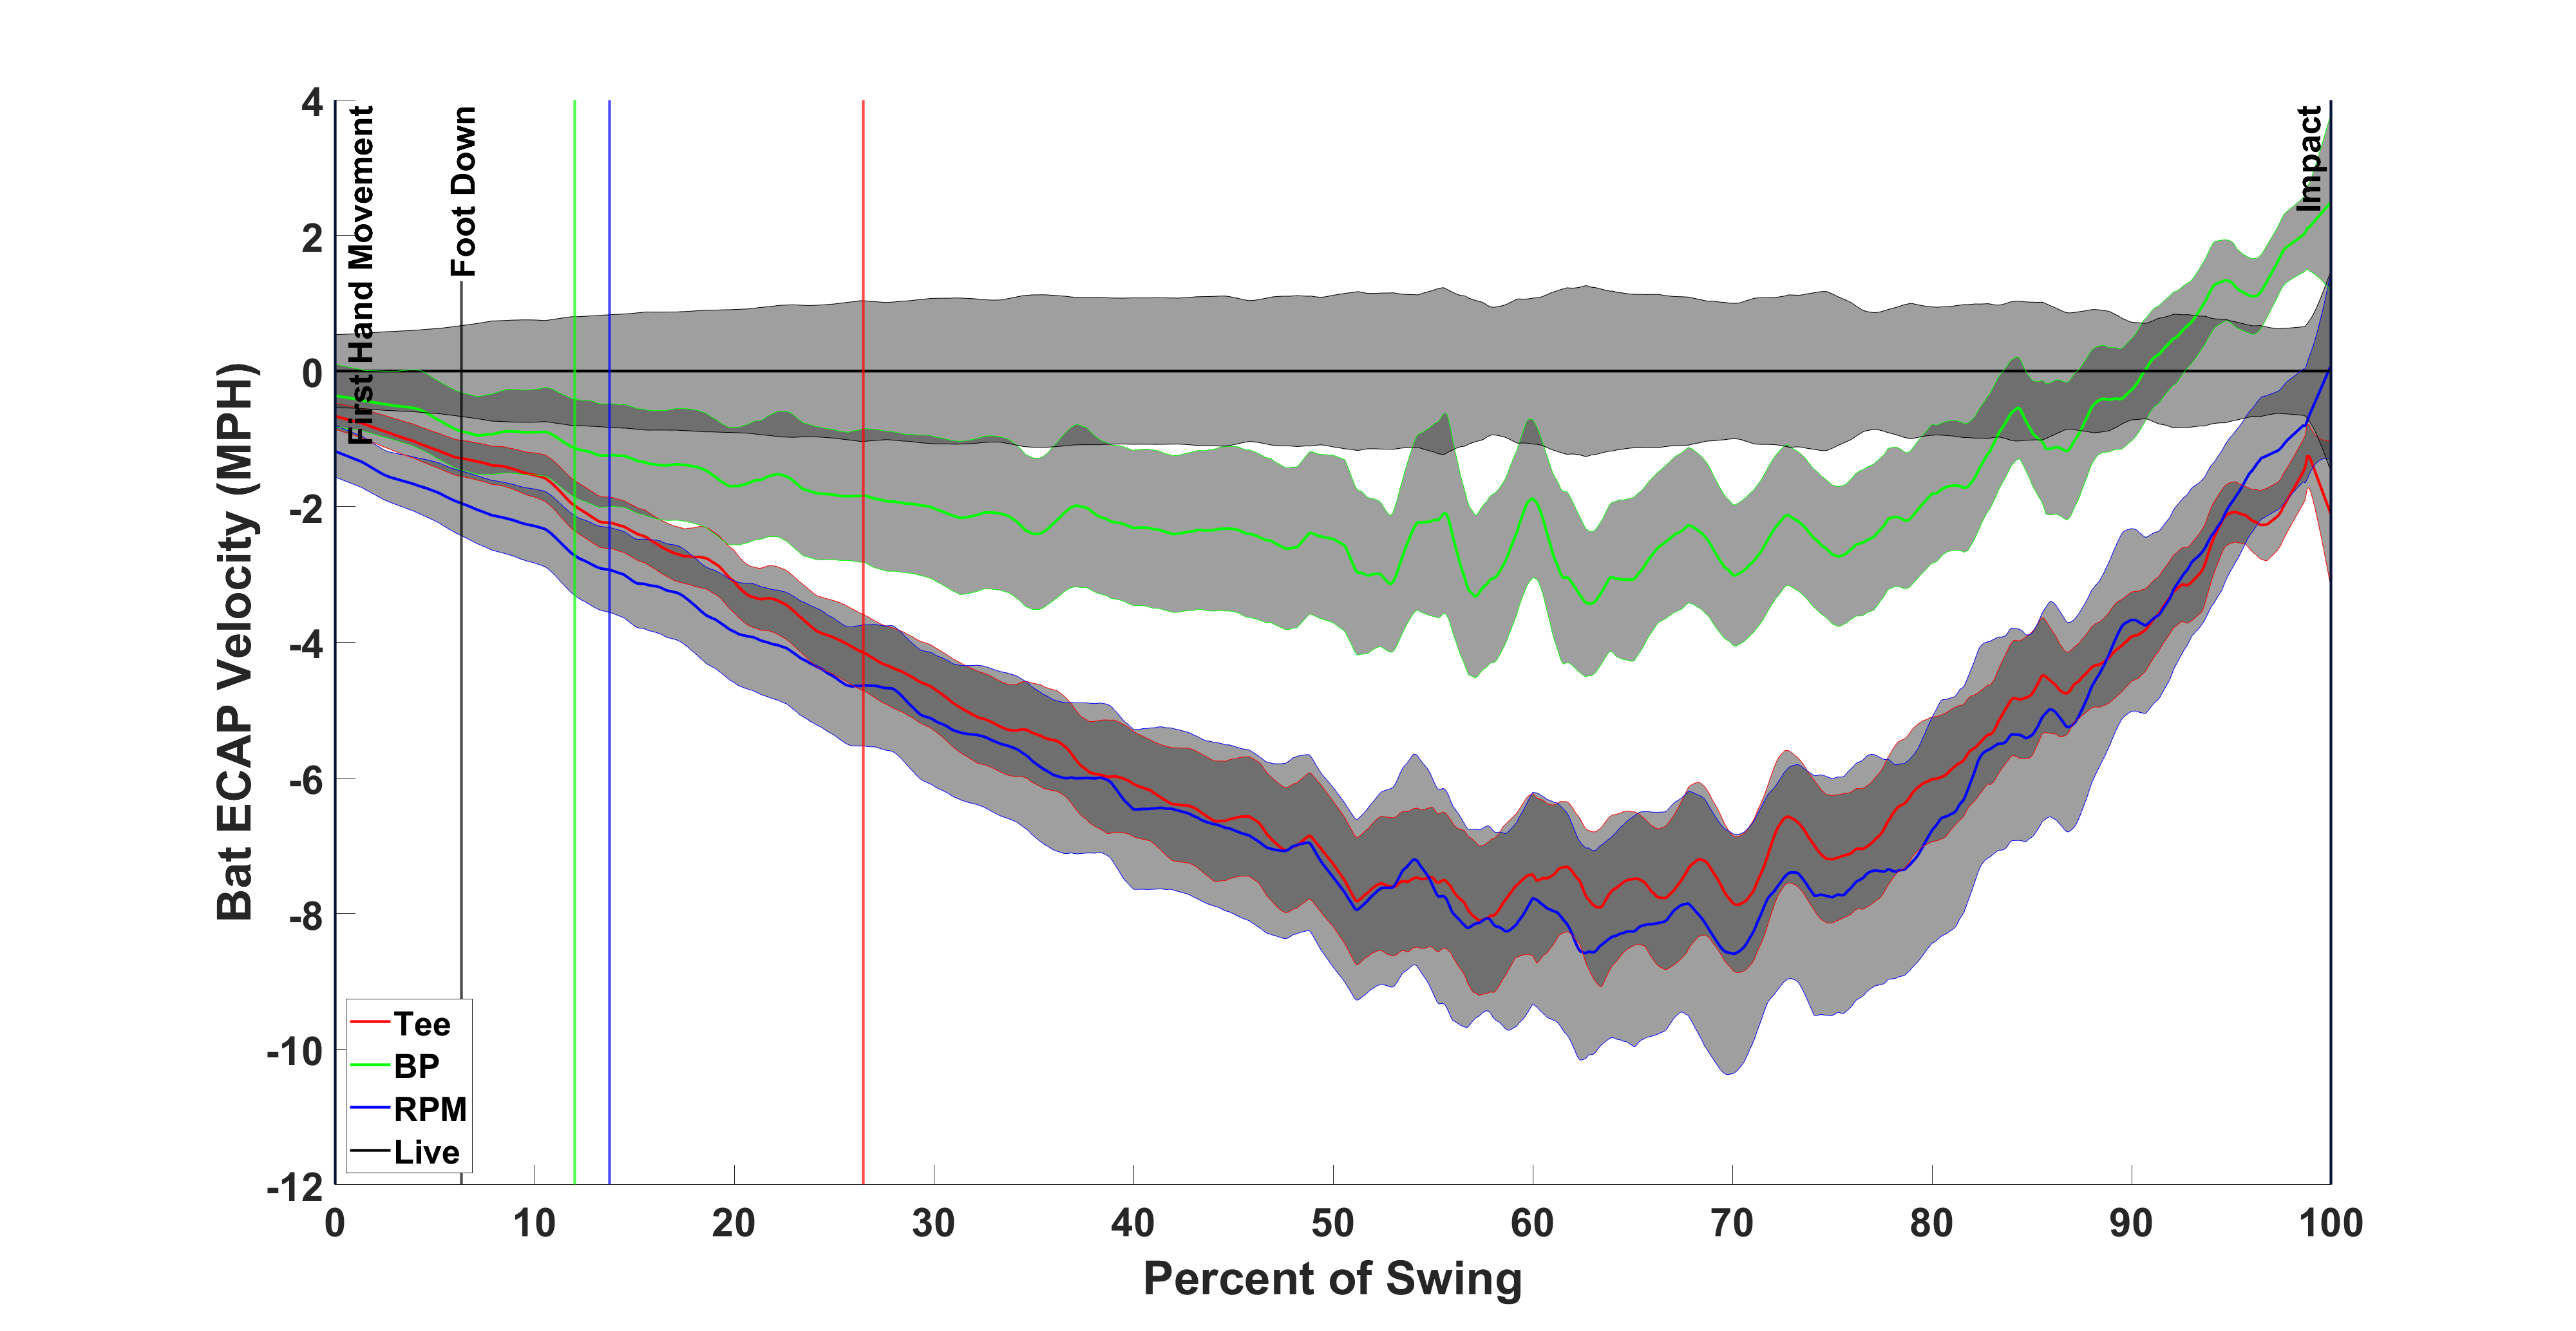 4
2
0
-2
-4
-6
-8
-10
-12
Bat ECAP Velocity (MPH)
First Hand Movement
Foot Down
Impact
Tee
BP
RPM
Live
0 10 20 30 40 50 60 70 80 90 100
Percent of Swing